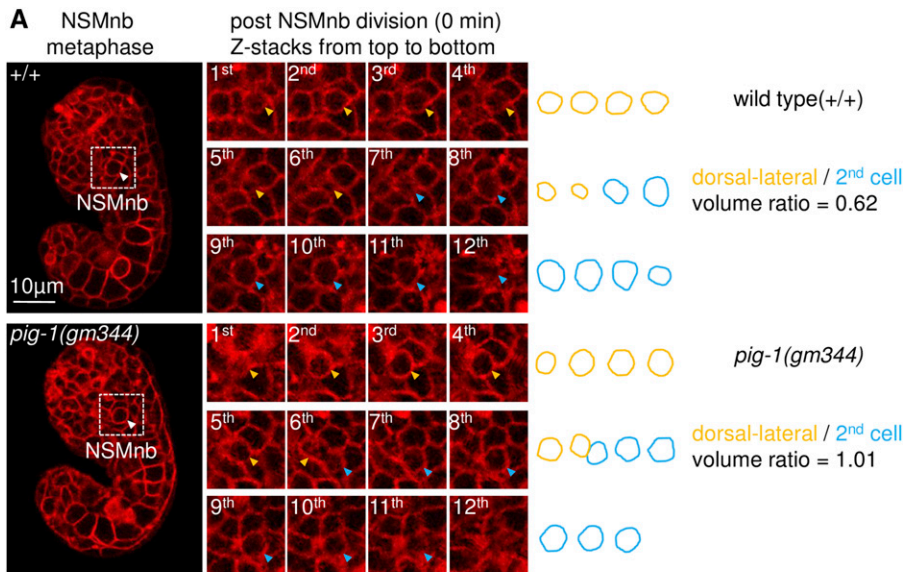 A
NSMnb
metaphase
post NSMnb division (0 min)
Z-stacks from top to bottom
+/+
NSMnb
10μm
1st 2nd 3rd 4th
wild type(+/+)
5th 6th 7th 8th
dorsal-lateral / 2nd cell
volume ratio = 0.62
9th 10th 11th 12th
pig-1(gm344)
NSMnb
1st 2nd 3rd 4th
pig-1(gm344)
5th 6th 7th 8th
dorsal-lateral / 2nd cell
volume ratio = 1.01
9th 10th 11th 12th